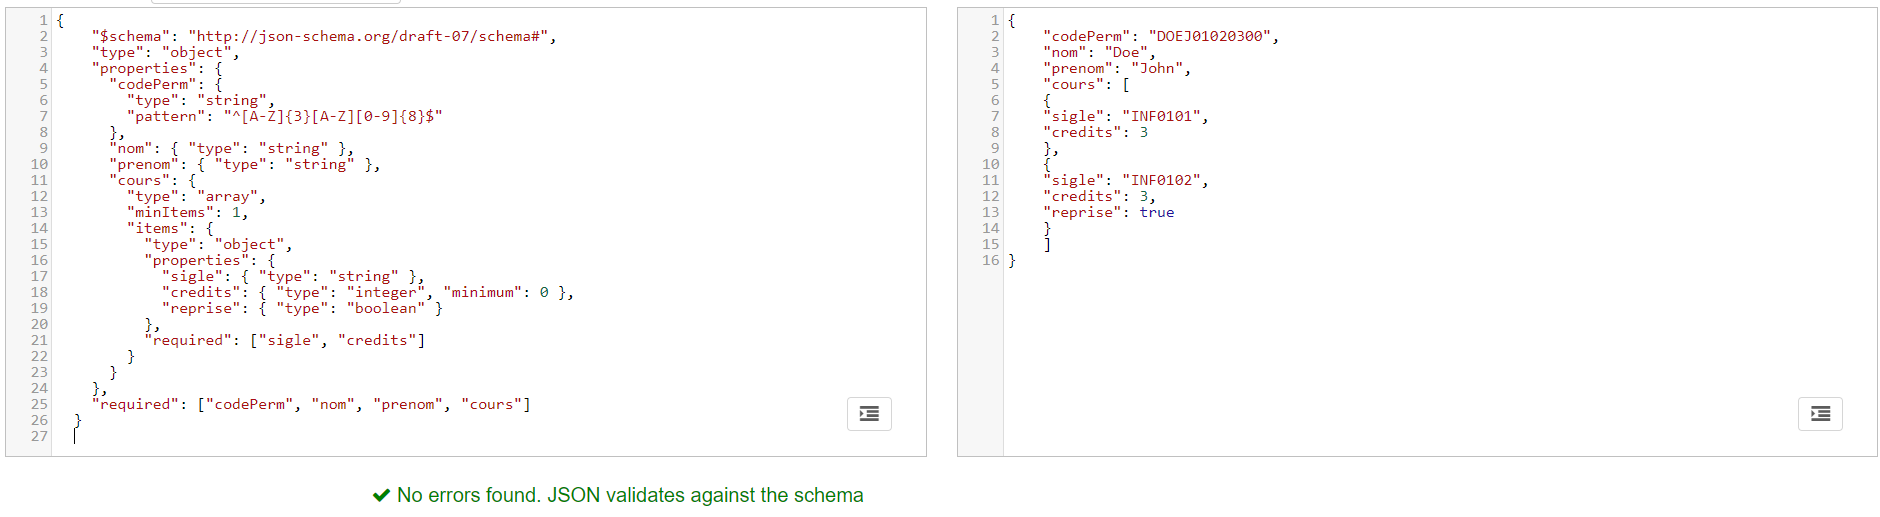 1 {
2 "$schema": "http://json-schema.org/draft-07/schema#",
3 "type": "object",
4 "properties": {
5 "codePerm": {
6 "type": "string",
7 "pattern": "^[A-Z]{3}[A-Z][0-9]{8}$"
8 },
9 "nom": { "type": "string" },
10 "prenom": { "type": "string" },
11 "cours": {
12 "type": "array",
13 "minItems": 1,
14 "items": {
15 "type": "object",
16 "properties": {
17 "sigle": { "type": "string" },
18 "credits": { "type": "integer", "minimum": 0 },
19 "reprise": { "type": "boolean" }
20 },
21 "required": ["sigle", "credits"]
22 }
23 }
24 },
25 "required": ["codePerm", "nom", "prenom", "cours"]
26 }
27
1 {
2 "codePerm": "DOEJ01020300",
3 "nom": "Doe",
4 "prenom": "John",
5 "cours": [
6 {
7 "sigle": "INF0101",
8 "credits": 3
9 },
10 {
11 "sigle": "INF0102",
12 "credits": 3,
13 "reprise": true
14 }
15 ]
16 }
No errors found. JSON validates against the schema